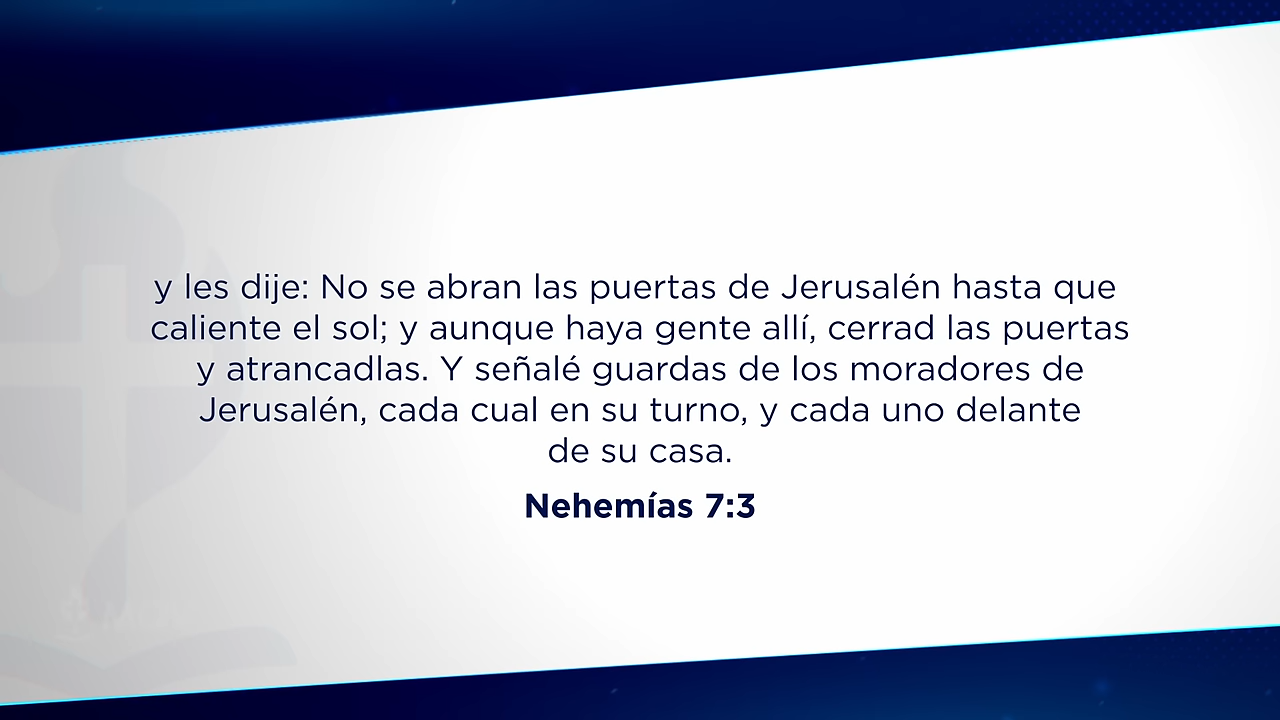 y les dije: No se abran las puertas de Jerusalén hasta que
caliente el sol; y aunque haya gente allí, cerrad las puertas
y atrancadlas. Y señalé guardas de los moradores de
Jerusalén, cada cual en su turno, y cada uno delante
de su casa.
Nehemías 7:3